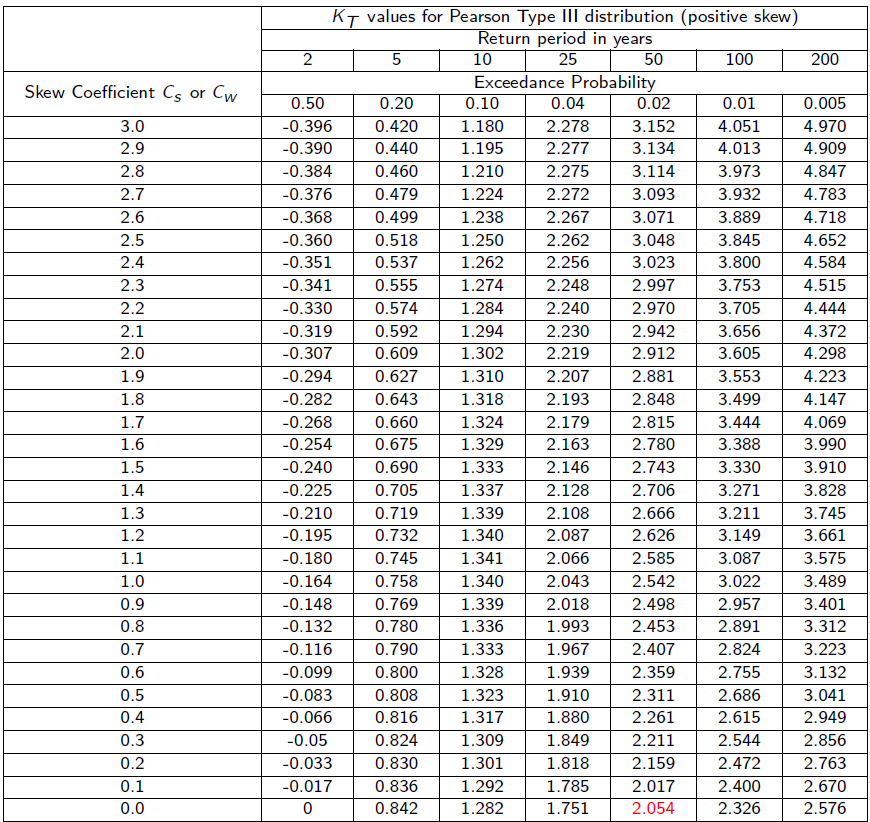 K_T values for Pearson Type III distribution (positive skew)
Return period in years
2 5 10 25 50 100 200
Skew Coefficient C_s or C_w
Exceedance Probability
0.50 0.20 0.10 0.04 0.02 0.01 0.005
3.0 -0.396 0.420 1.180 2.278 3.152 4.051 4.970
2.9 -0.390 0.440 1.195 2.277 3.134 4.013 4.909
2.8 -0.384 0.460 1.210 2.275 3.114 3.973 4.847
2.7 -0.376 0.479 1.224 2.272 3.093 3.932 4.783
2.6 -0.368 0.499 1.238 2.267 3.071 3.889 4.718
2.5 -0.360 0.518 1.250 2.262 3.048 3.845 4.652
2.4 -0.351 0.537 1.262 2.256 3.023 3.800 4.584
2.3 -0.341 0.555 1.274 2.248 2.997 3.753 4.515
2.2 -0.330 0.574 1.284 2.240 2.970 3.705 4.444
2.1 -0.319 0.592 1.294 2.230 2.942 3.656 4.372
2.0 -0.307 0.609 1.302 2.219 2.912 3.605 4.298
1.9 -0.294 0.627 1.310 2.207 2.881 3.553 4.223
1.8 -0.282 0.643 1.318 2.193 2.848 3.499 4.147
1.7 -0.268 0.660 1.324 2.179 2.815 3.444 4.069
1.6 -0.254 0.675 1.329 2.163 2.780 3.388 3.990
1.5 -0.240 0.690 1.333 2.146 2.743 3.330 3.910
1.4 -0.225 0.705 1.337 2.128 2.706 3.271 3.828
1.3 -0.210 0.719 1.339 2.108 2.666 3.211 3.745
1.2 -0.195 0.732 1.340 2.087 2.626 3.149 3.661
1.1 -0.180 0.745 1.341 2.066 2.585 3.087 3.575
1.0 -0.164 0.758 1.340 2.043 2.542 3.022 3.489
0.9 -0.148 0.769 1.339 2.018 2.498 2.957 3.401
0.8 -0.132 0.780 1.336 1.993 2.453 2.891 3.312
0.7 -0.116 0.790 1.333 1.967 2.407 2.824 3.223
0.6 -0.099 0.800 1.328 1.939 2.359 2.755 3.132
0.5 -0.083 0.808 1.323 1.910 2.311 2.686 3.041
0.4 -0.066 0.816 1.317 1.880 2.261 2.615 2.949
0.3 -0.05 0.824 1.309 1.849 2.211 2.544 2.856
0.2 -0.033 0.830 1.301 1.818 2.159 2.472 2.763
0.1 -0.017 0.836 1.292 1.785 2.017 2.400 2.670
0.0 0 0.842 1.282 1.751 2.054 2.326 2.576